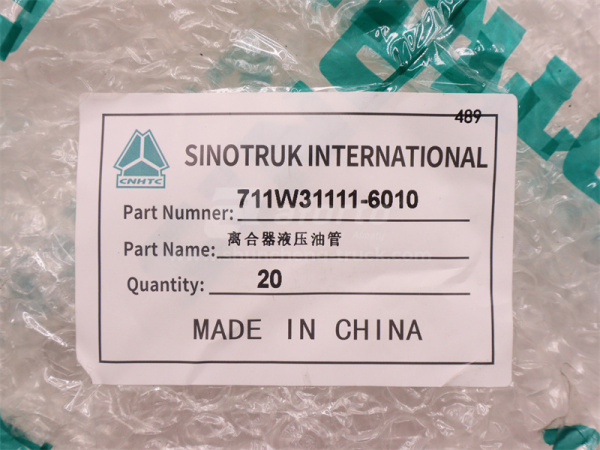 489
CNHTC
SINOTRUK INTERNATIONAL
Part Numner: 711W31111-6010
Part Name: 离合器液压油管
Quantity: 20
MADE IN CHINA